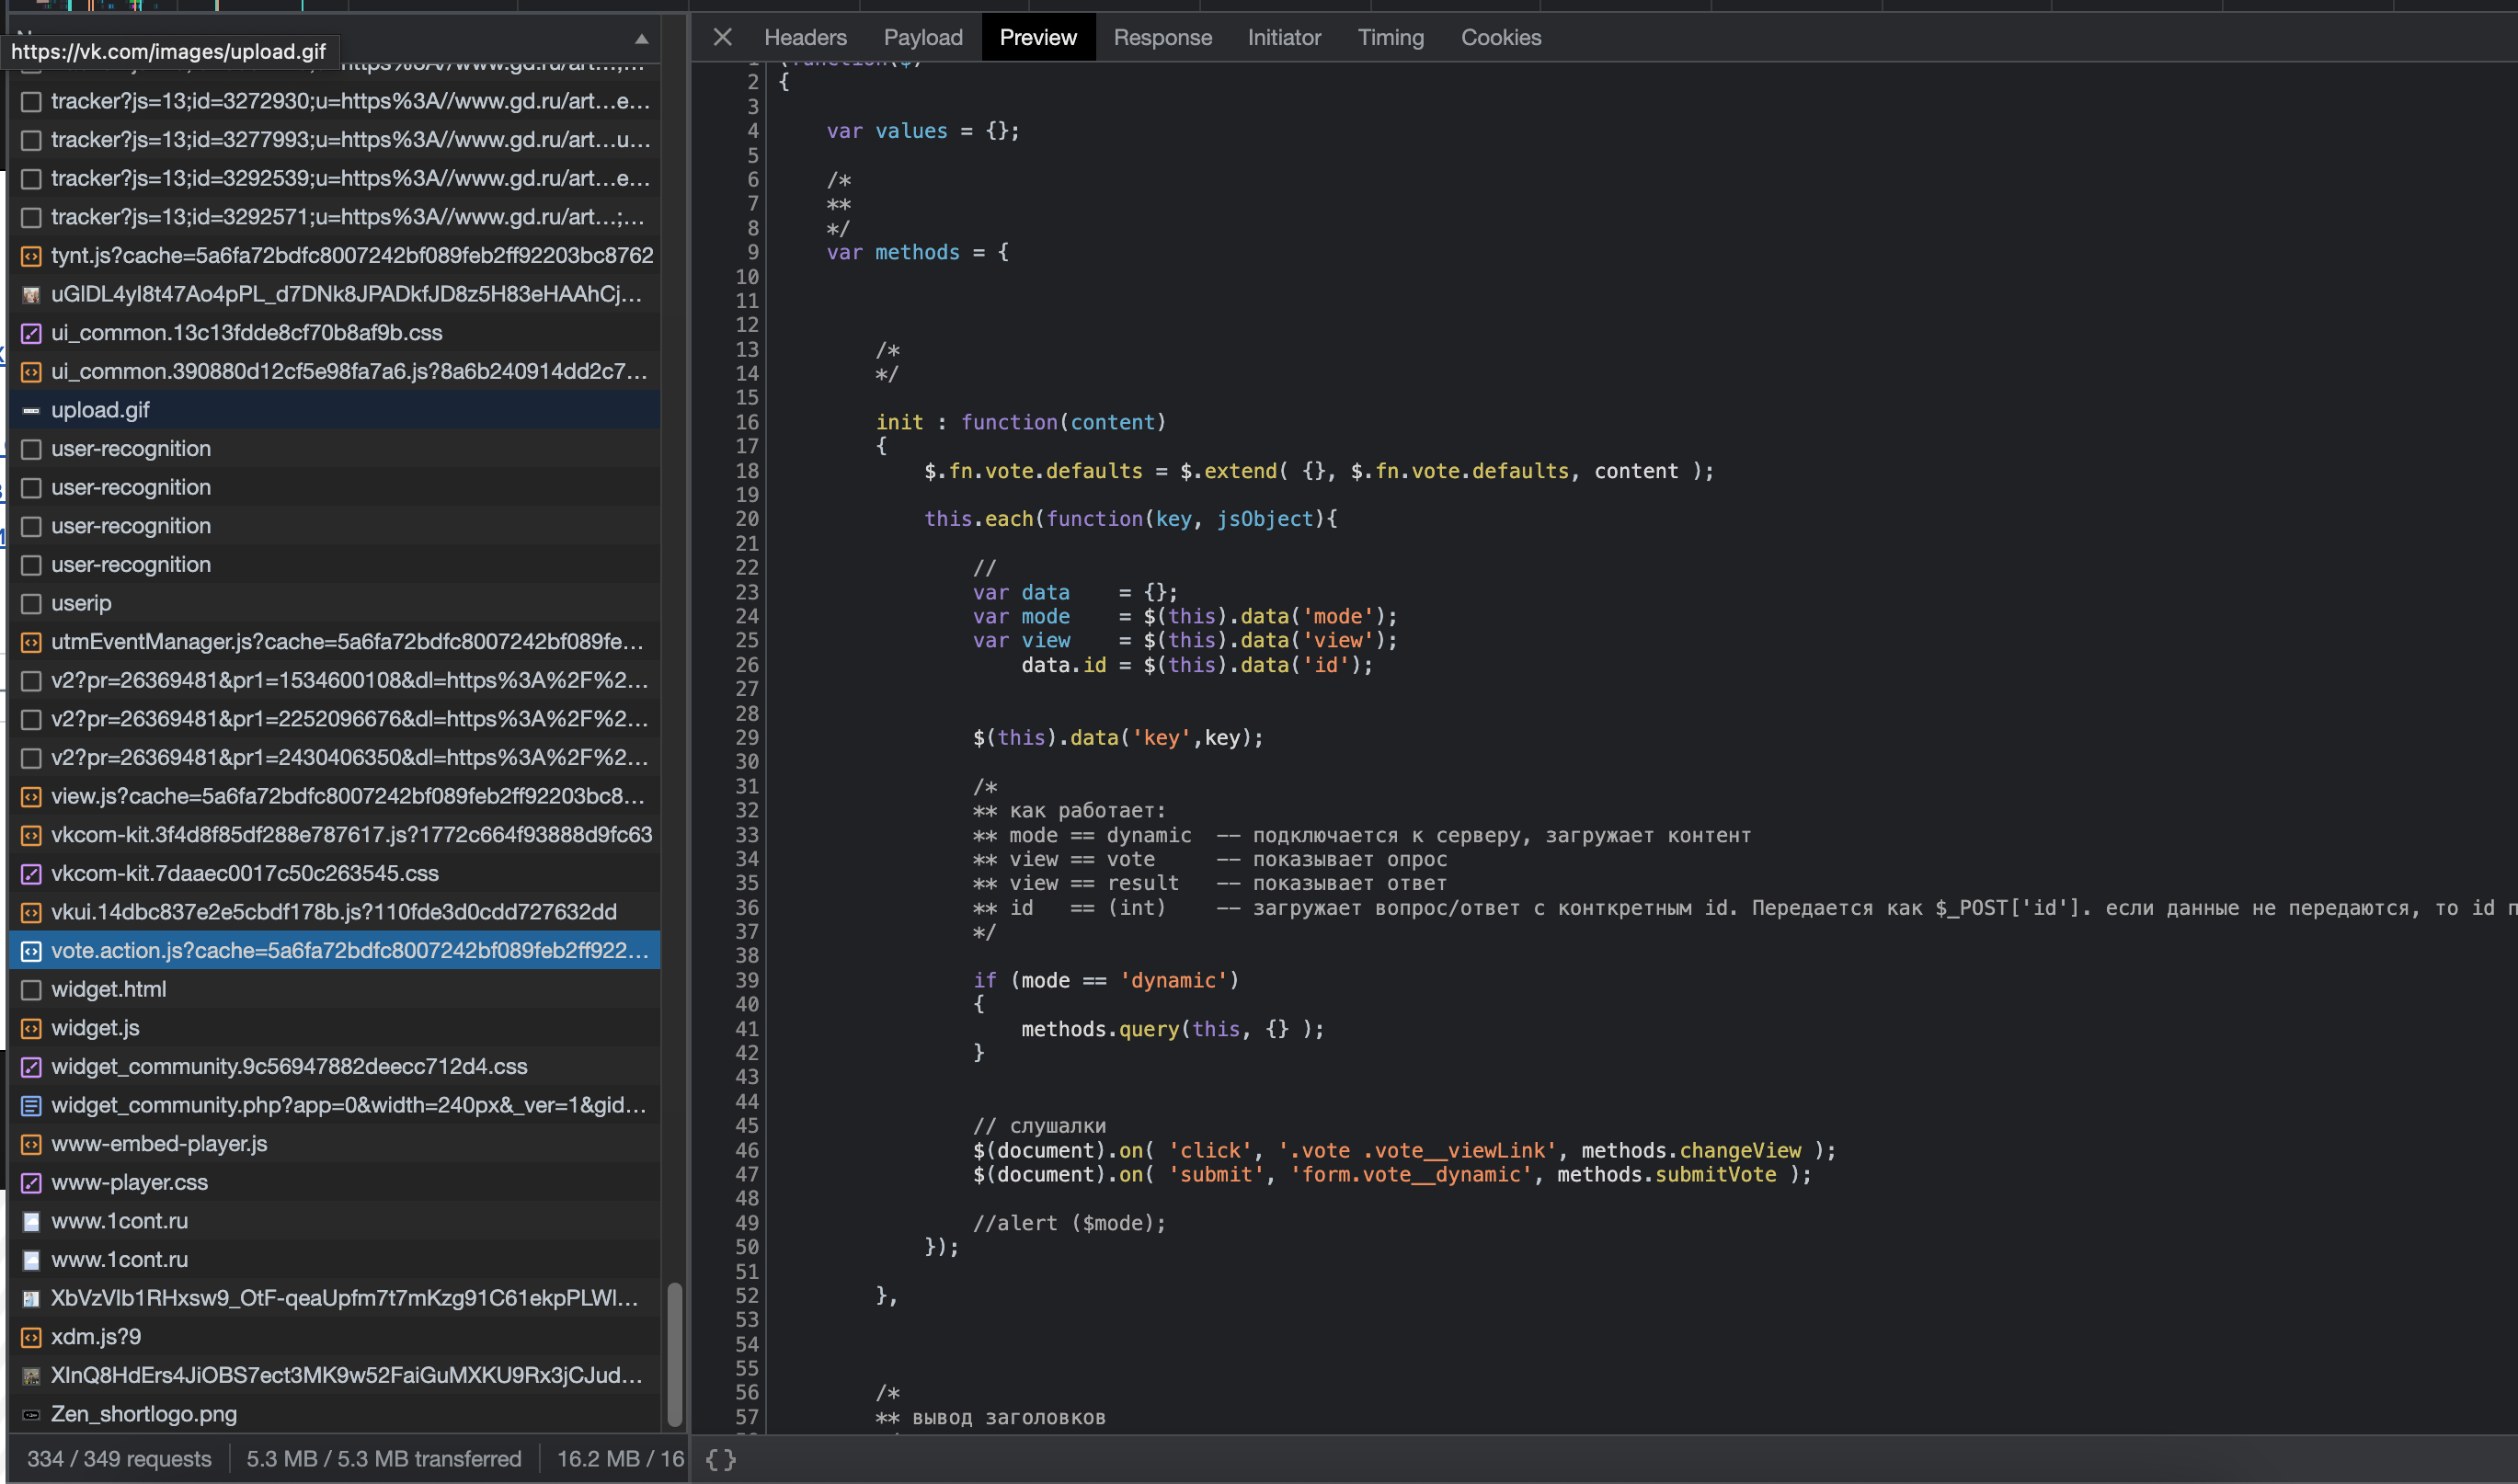 https://vk.com/images/upload.gif
tracker?js=13;id=3272930;u=https%3A//www.gd.ru/art…e…
tracker?js=13;id=3277993;u=https%3A//www.gd.ru/art…u…
tracker?js=13;id=3292539;u=https%3A//www.gd.ru/art…e…
tracker?js=13;id=3292571;u=https%3A//www.gd.ru/art…;…
tynt.js?cache=5a6fa72bdfc8007242bf089feb2ff92203bc8762
uGIDL4yI8t47Ao4pPL_d7DNk8JPADkfJD8z5H83eHAAhCj…
ui_common.13c13fdde8cf70b8af9b.css
ui_common.390880d12cf5e98fa7a6.js?8a6b240914dd2c7…
upload.gif
user-recognition
user-recognition
user-recognition
user-recognition
userip
utmEventManager.js?cache=5a6fa72bdfc8007242bf089fe…
v2?pr=26369481&pr1=1534600108&dl=https%3A%2F%2…
v2?pr=26369481&pr1=2252096676&dl=https%3A%2F%2…
v2?pr=26369481&pr1=2430406350&dl=https%3A%2F%2…
view.js?cache=5a6fa72bdfc8007242bf089feb2ff92203bc8…
vkcom-kit.3f4d8f85df288e787617.js?1772c664f93888d9fc63
vkcom-kit.7daaec0017c50c263545.css
vkui.14dbc837e2e5cbdf178b.js?110fde3d0cdd727632dd
vote.action.js?cache=5a6fa72bdfc8007242bf089feb2ff922…
widget.html
widget.js
widget_community.9c56947882deecc712d4.css
widget_community.php?app=0&width=240px&_ver=1&gid…
www-embed-player.js
www-player.css
www.1cont.ru
www.1cont.ru
XbVzVIb1RHxsw9_OtF-qeaUpfm7t7mKzg91C61ekpPLWI…
xdm.js?9
XInQ8HdErs4JiOBS7ect3MK9w52FaiGuMXKU9Rx3jCJud…
Zen_shortlogo.png
334 / 349 requests 5.3 MB / 5.3 MB transferred 16.2 MB / 16
Headers Payload Preview Response Initiator Timing Cookies
2 {
3
4 var values = {};
5
6 /*
7 **
8 */
9 var methods = {
10
11
12
13 /*
14 */
15
16 init : function(content)
17 {
18 $.fn.vote.defaults = $.extend( {}, $.fn.vote.defaults, content );
19
20 this.each(function(key, jsObject){
21
22 //
23 var data = {};
24 var mode = $(this).data('mode');
25 var view = $(this).data('view');
26 data.id = $(this).data('id');
27
28
29 $(this).data('key',key);
30
31 /*
32 ** как работает:
33 ** mode == dynamic -- подключается к серверу, загружает контент
34 ** view == vote -- показывает опрос
35 ** view == result -- показывает ответ
36 ** id == (int) -- загружает вопрос/ответ с конткретным id. Передается как $_POST['id']. если данные не передаются, то id
37 */
38
39 if (mode == 'dynamic')
40 {
41 methods.query(this, {} );
42 }
43
44
45 // слушалки
46 $(document).on( 'click', '.vote .vote__viewLink', methods.changeView );
47 $(document).on( 'submit', 'form.vote__dynamic', methods.submitVote );
48
49 //alert ($mode);
50 });
51
52 },
53
54
55
56 /*
57 ** вывод заголовков
{}